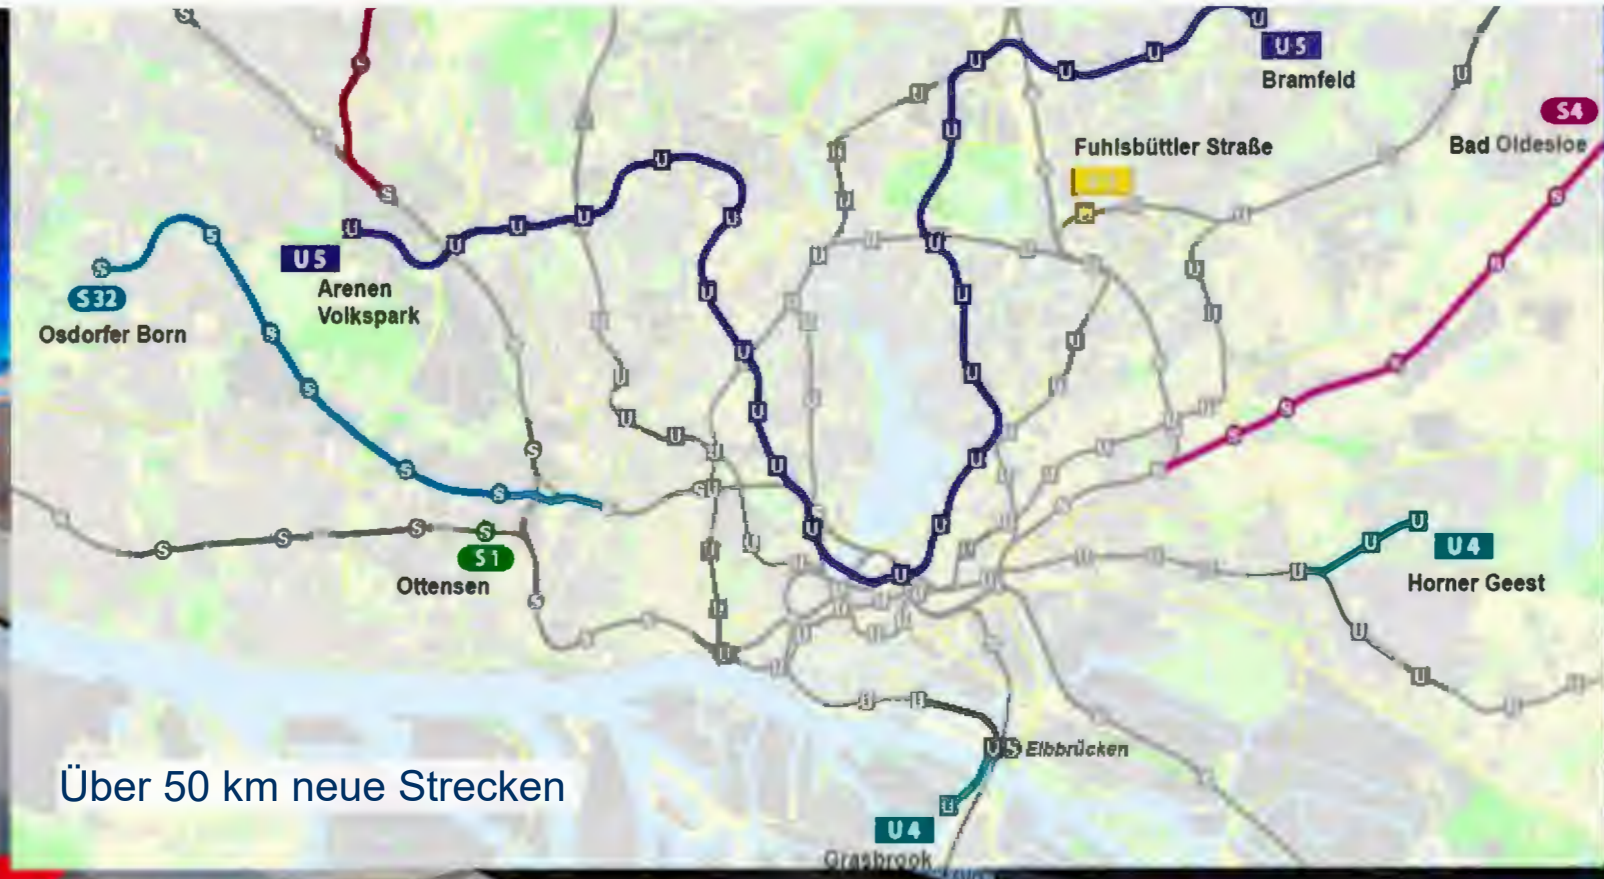 U5
Bramfeld
S4
Bad Oldesloe
Fuhlsbüttler Straße
U5
Arenen
Volkspark
S32
Osdorfer Born
S1
Ottensen
U4
Horner Geest
Elbbrücken
Über 50 km neue Strecken
U4
Grasbrook